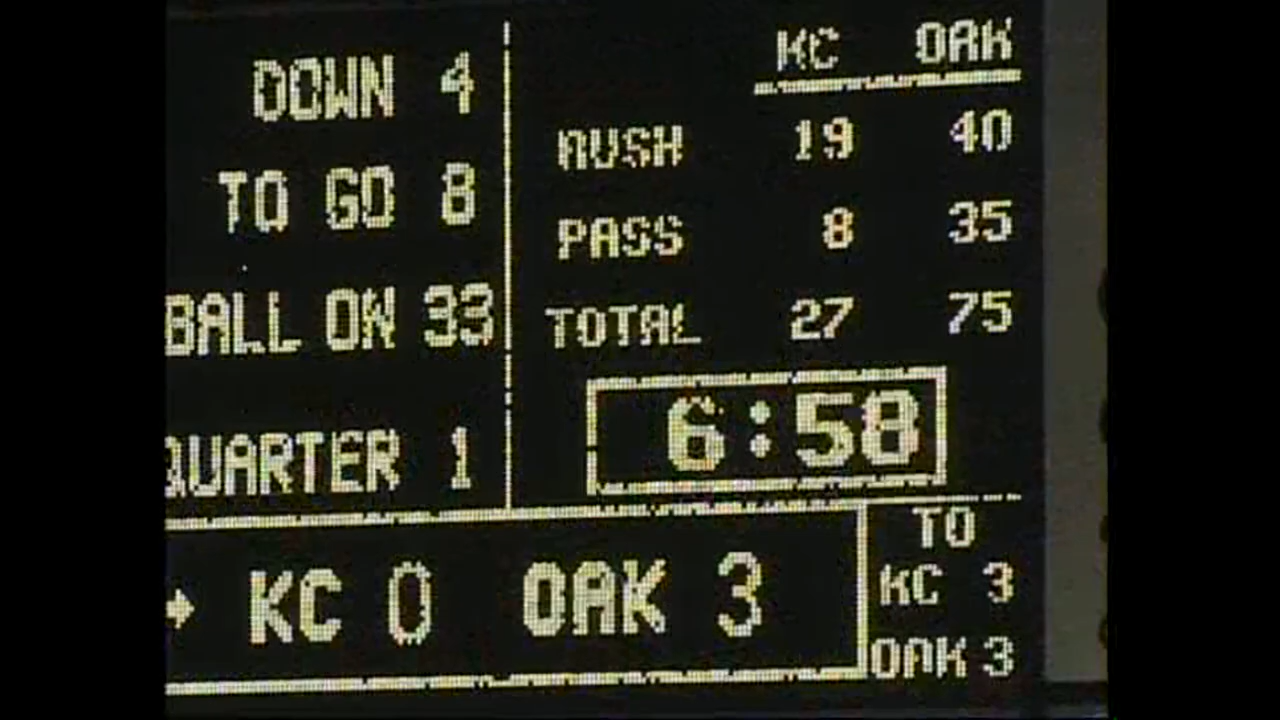 DOWN 4
TO GO 8
BALL ON 33
QUARTER 1
KC OAK
RUSH 19 40
PASS 8 35
TOTAL 27 75
6:58
→ KC 0 OAK 3
TO
KC 3
OAK 3